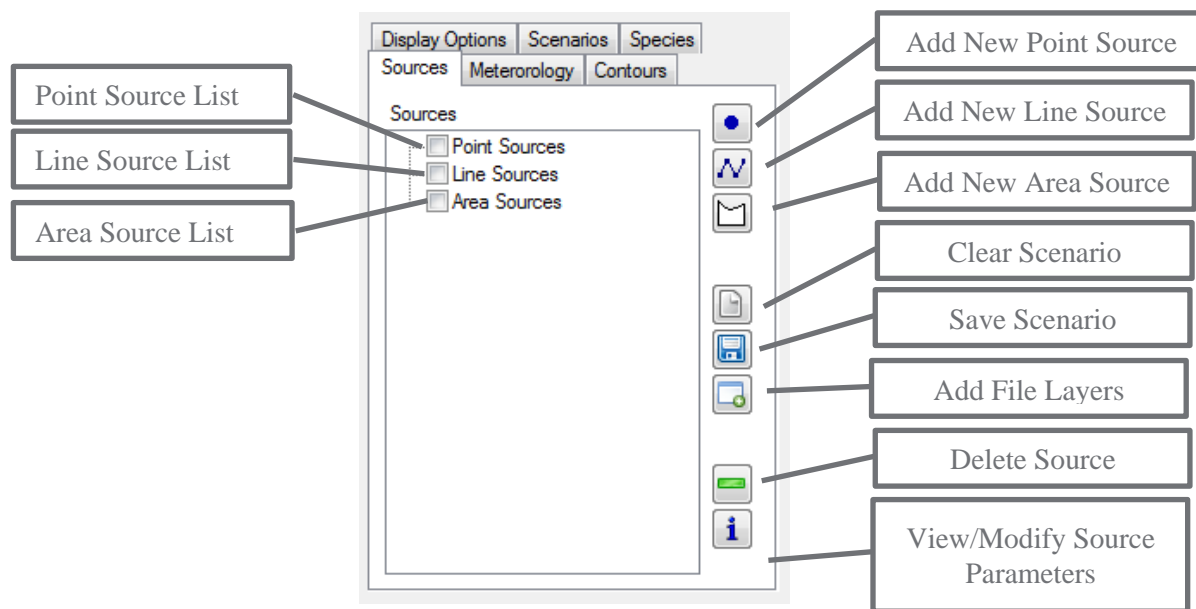 Display Options Scenarios Species
Sources Meterorology Contours
Sources
Point Sources
Line Sources
Area Sources
Point Source List
Line Source List
Area Source List
Add New Point Source
Add New Line Source
Add New Area Source
Clear Scenario
Save Scenario
Add File Layers
Delete Source
View/Modify Source
Parameters